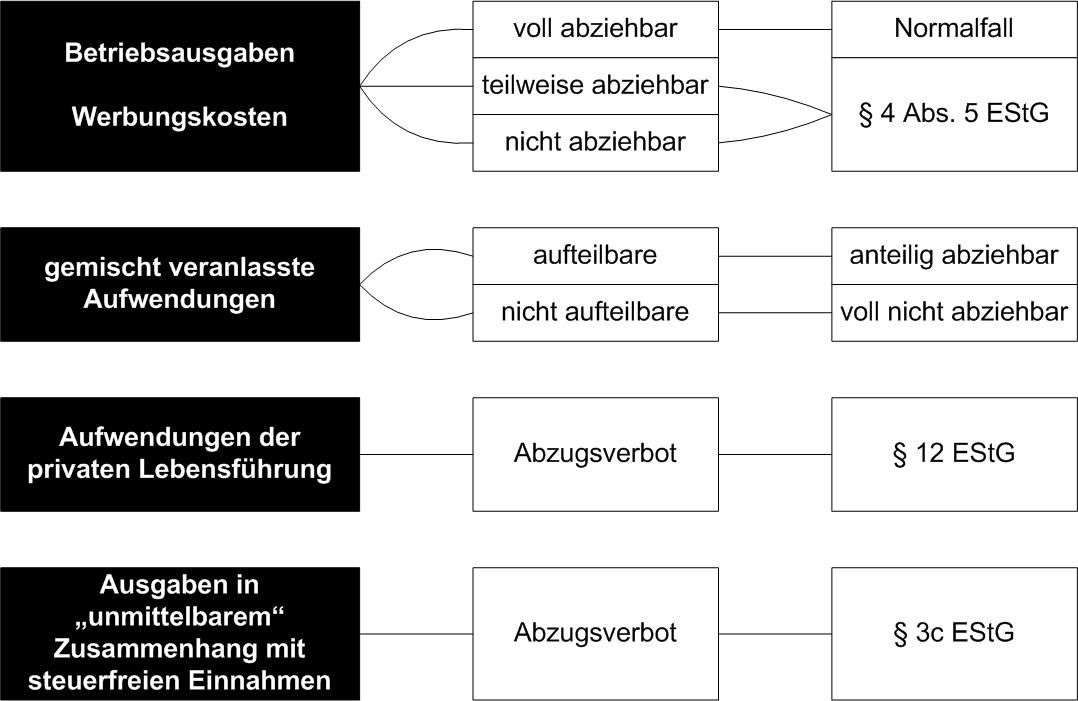 Betriebsausgaben
Werbungskosten
voll abziehbar
teilweise abziehbar
nicht abziehbar
Normalfall
§ 4 Abs. 5 EStG
gemischt veranlasste
Aufwendungen
aufteilbare
nicht aufteilbare
anteilig abziehbar
voll nicht abziehbar
Aufwendungen der
privaten Lebensführung
Abzugsverbot
§ 12 EStG
Ausgaben in
„unmittelbarem“
Zusammenhang mit
steuerfreien Einnahmen
Abzugsverbot
§ 3c EStG